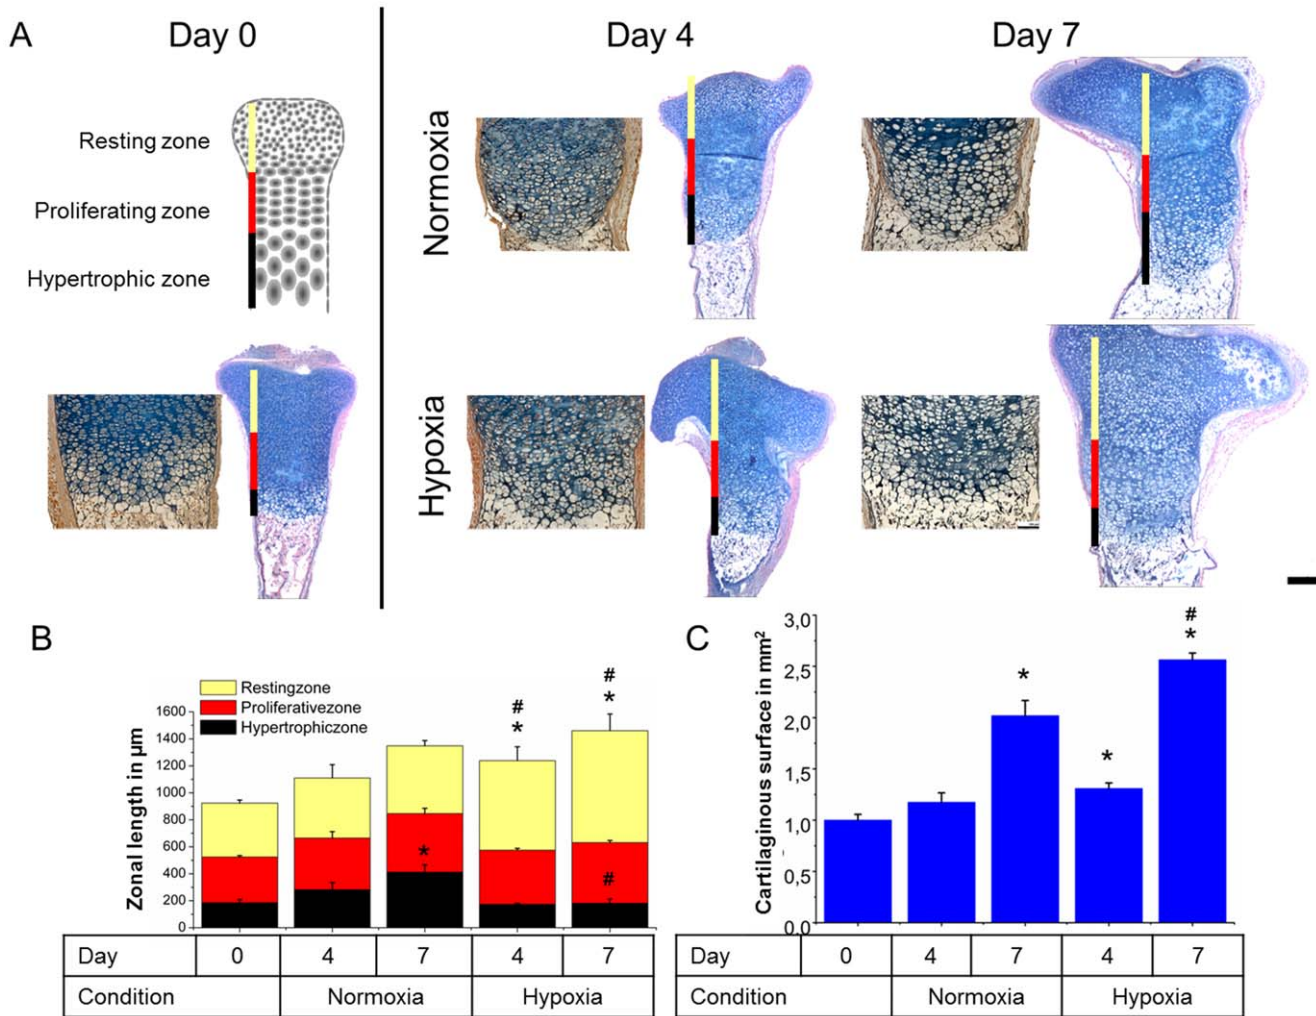 A
Day 0
Day 4
Day 7
Resting zone
Proliferating zone
Hypertrophic zone
Normoxia
Hypoxia
B
Restingzone
Proliferativezone
Hypertrophiczone
Zonal length in µm
1600
1400
1200
1000
800
600
400
200
0
*
#
*
#
*
#
Day 0 4 7 4 7
Condition Normoxia Hypoxia
C
Cartilaginous surface in mm²
3,0
2,5
2,0
1,5
1,0
0,5
0,0
*
*
#
*
Day 0 4 7 4 7
Condition Normoxia Hypoxia